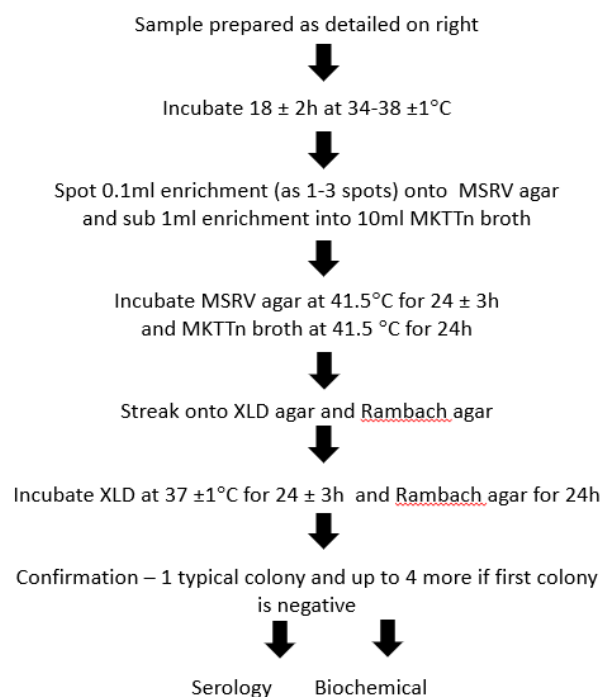 Sample prepared as detailed on right
Incubate 18 ± 2h at 34-38 ±1°C
Spot 0.1ml enrichment (as 1-3 spots) onto  MSRV agar
and sub 1ml enrichment into 10ml MKTTn broth
Incubate MSRV agar at 41.5°C for 24 ± 3h
and MKTTn broth at 41.5 °C for 24h
Streak onto XLD agar and Rambach agar
Incubate XLD at 37 ±1°C for 24 ± 3h  and Rambach agar for 24h
Confirmation – 1 typical colony and up to 4 more if first colony
is negative
Serology Biochemical